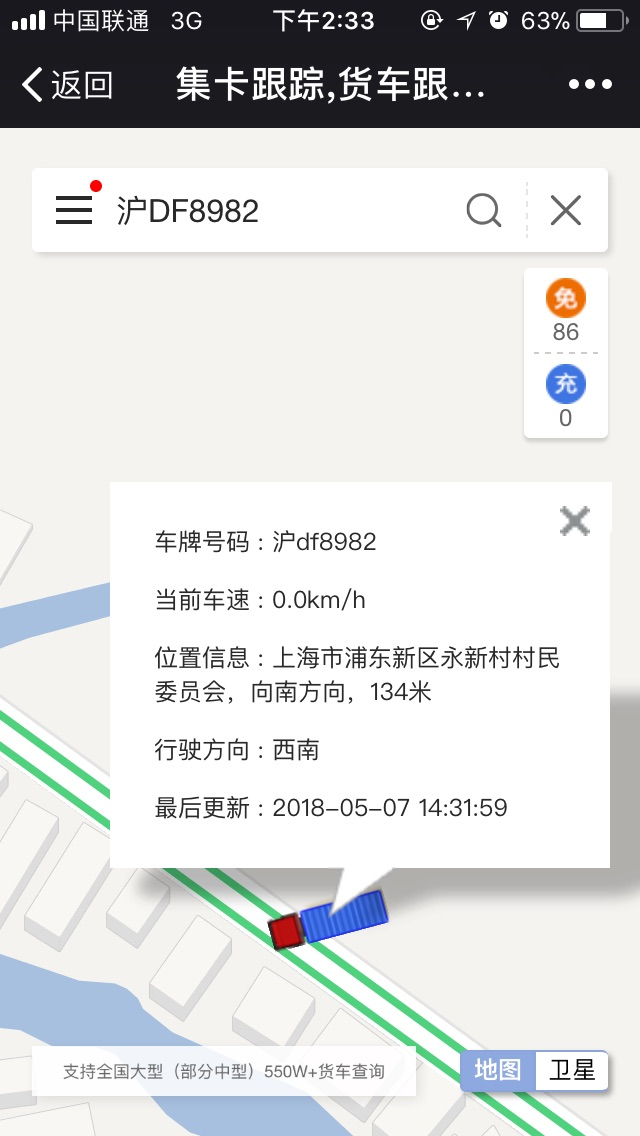 中国联通 3G 下午2:33 63%
返回 集卡跟踪,货车跟...
沪DF8982
免
86
充
0
车牌号码：沪df8982
当前车速：0.0km/h
位置信息：上海市浦东新区永新村村民
委员会，向南方向，134米
行驶方向：西南
最后更新：2018-05-07 14:31:59
支持全国大型（部分中型）550W+货车查询
地图 卫星